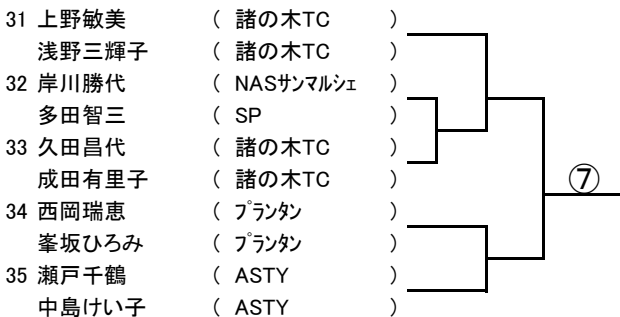 31 上野敏美 ( 諸の木TC )
浅野三輝子 ( 諸の木TC )
32 岸川勝代 ( NASサンマルシェ )
多田智三 ( SP )
33 久田昌代 ( 諸の木TC )
成田有里子 ( 諸の木TC )
⑦
34 西岡瑞恵 ( プランタン )
峯坂ひろみ ( プランタン )
35 瀬戸千鶴 ( ASTY )
中島けい子 ( ASTY )